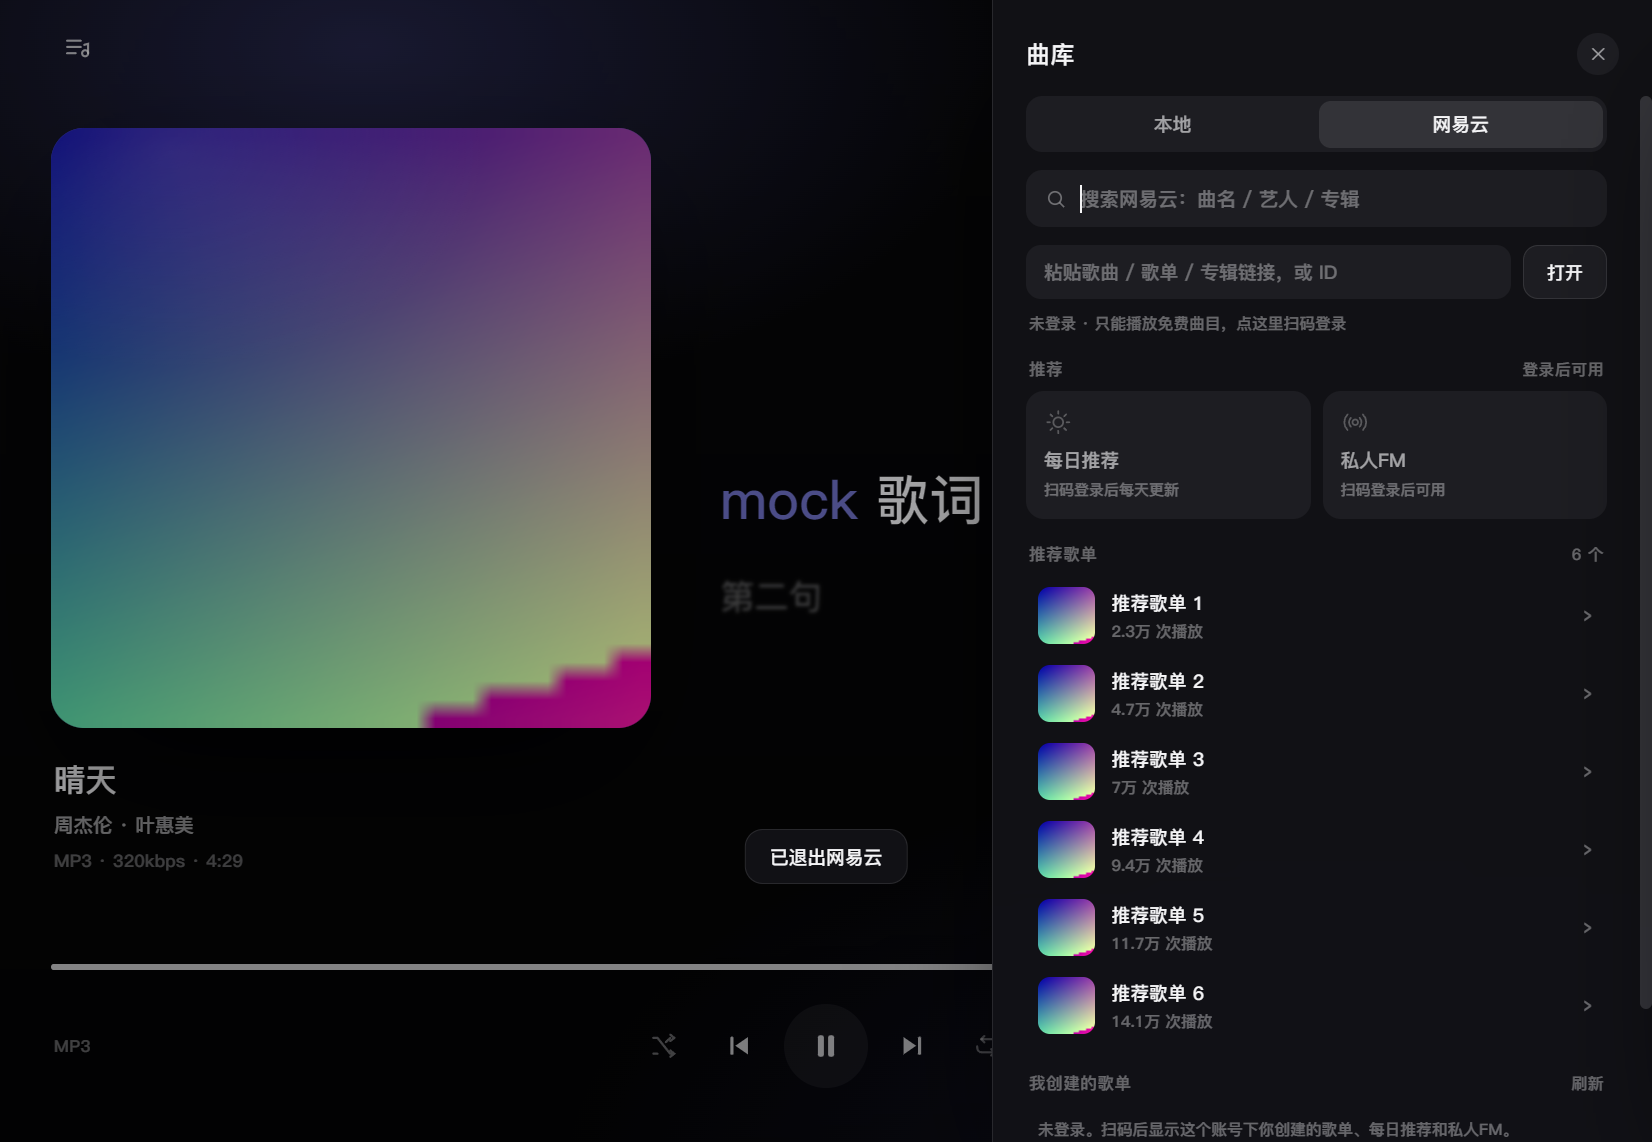 曲库
本地
网易云
搜索网易云：曲名 / 艺人 / 专辑
粘贴歌曲 / 歌单 / 专辑链接，或 ID
打开
未登录 · 只能播放免费曲目，点这里扫码登录
推荐
登录后可用
每日推荐
扫码登录后每天更新
私人FM
扫码登录后可用
推荐歌单
6 个
推荐歌单 1
2.3万 次播放
推荐歌单 2
4.7万 次播放
推荐歌单 3
7万 次播放
推荐歌单 4
9.4万 次播放
推荐歌单 5
11.7万 次播放
推荐歌单 6
14.1万 次播放
我创建的歌单
刷新
未登录。扫码后显示这个账号下你创建的歌单、每日推荐和私人FM。
mock 歌词
第二句
晴天
周杰伦 · 叶惠美
MP3 · 320kbps · 4:29
已退出网易云
MP3